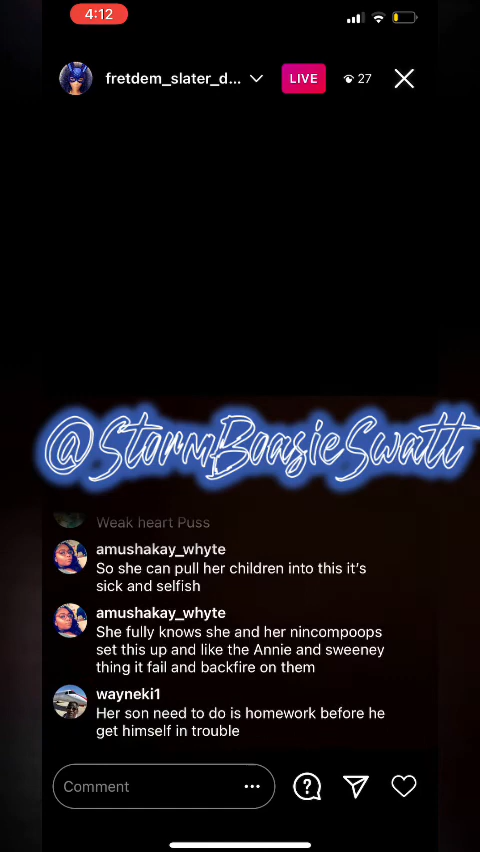 4:12
fretdem_slater_d...
LIVE
27
@StormBoasieSwatt
Weak heart Puss
amushakay_whyte
So she can pull her children into this it's
sick and selfish
amushakay_whyte
She fully knows she and her nincompoops
set this up and like the Annie and sweeney
thing it fail and backfire on them
wayneki1
Her son need to do is homework before he
get himself in trouble
Comment